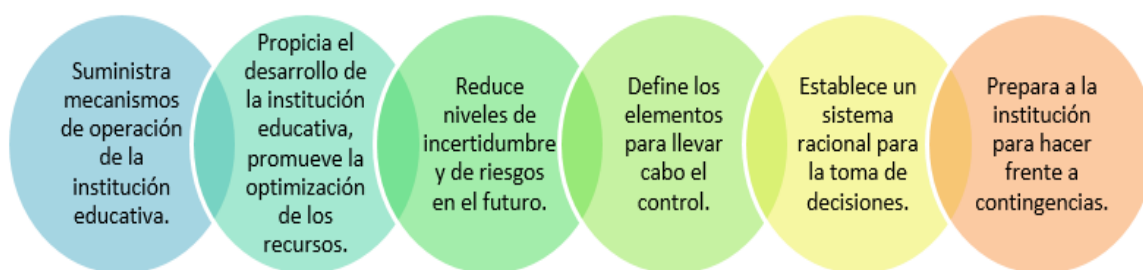 Suministra
mecanismos
de operación
de la
institución
educativa.
Propicia el
desarrollo de
la institución
educativa,
promueve la
optimización
de los
recursos.
Reduce
niveles de
incertidumbre
y de riesgos
en el futuro.
Define los
elementos
para llevar
cabo el
control.
Establece un
sistema
racional para
la toma de
decisiones.
Prepara a la
institución
para hacer
frente a
contingencias.